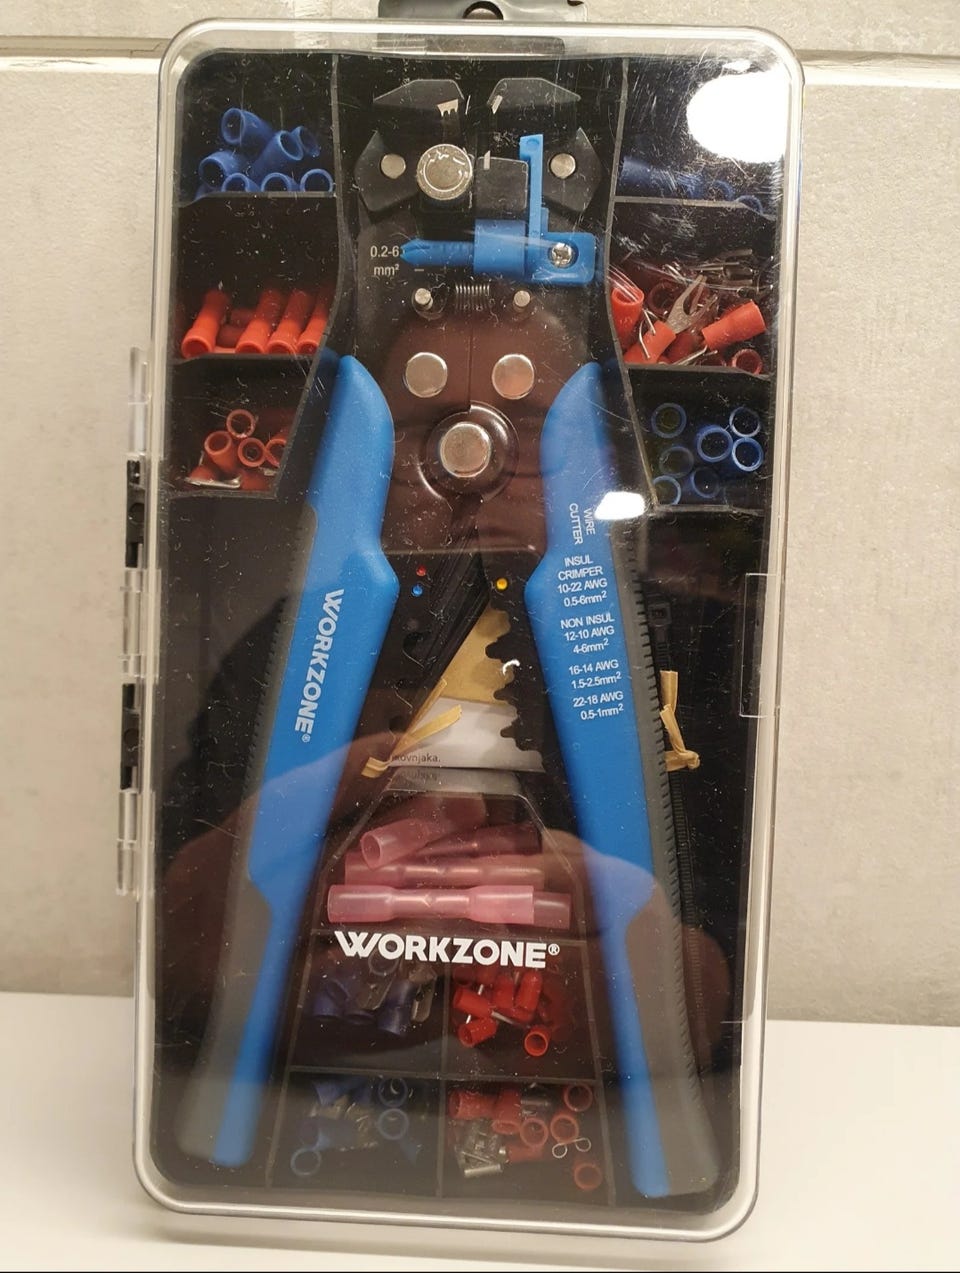 0.2-6
mm²
WIRE
CUTTER
INSUL
CRIMPER
10-22 AWG
0.5-6mm²
NON INSUL
12-10 AWG
4-6mm²
16-14 AWG
1.5-2.5mm²
22-18 AWG
0.5-1mm²
WORKZONE®
WORKZONE®